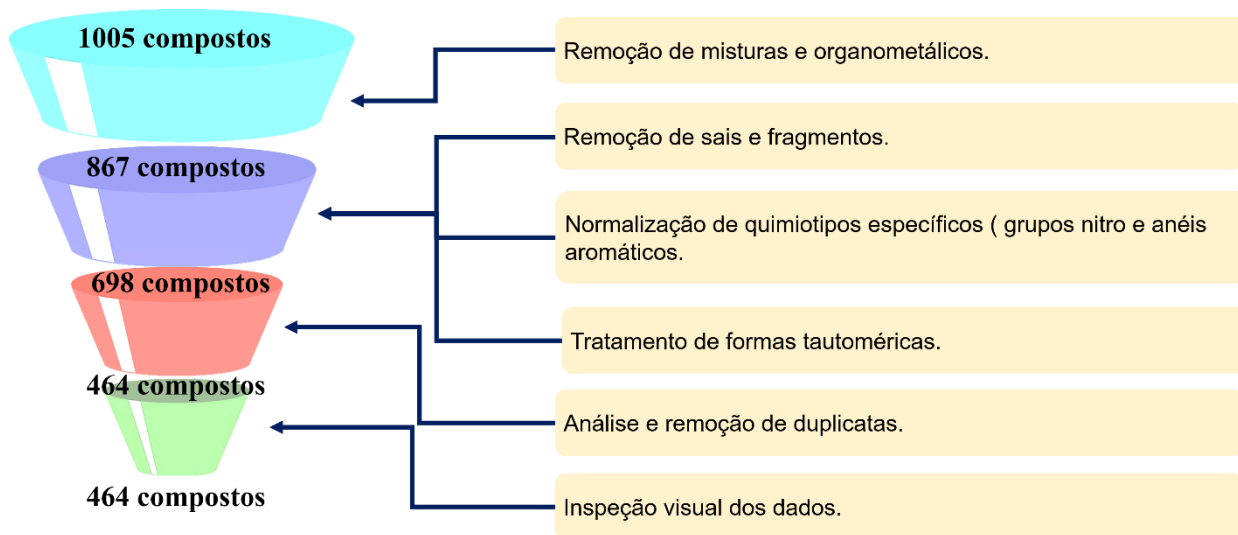 1005 compostos
Remoção de misturas e organometálicos.
867 compostos
Remoção de sais e fragmentos.
Normalização de quimiotipos específicos ( grupos nitro e anéis
aromáticos.
698 compostos
Tratamento de formas tautoméricas.
464 compostos
Análise e remoção de duplicatas.
464 compostos
Inspeção visual dos dados.